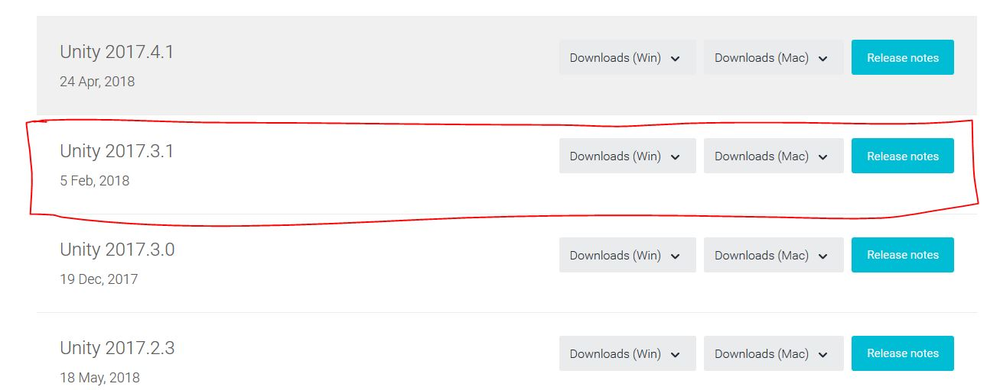 Unity 2017.4.1
24 Apr, 2018
Downloads (Win)
Downloads (Mac)
Release notes
Unity 2017.3.1
5 Feb, 2018
Downloads (Win)
Downloads (Mac)
Release notes
Unity 2017.3.0
19 Dec, 2017
Downloads (Win)
Downloads (Mac)
Release notes
Unity 2017.2.3
18 May, 2018
Downloads (Win)
Downloads (Mac)
Release notes